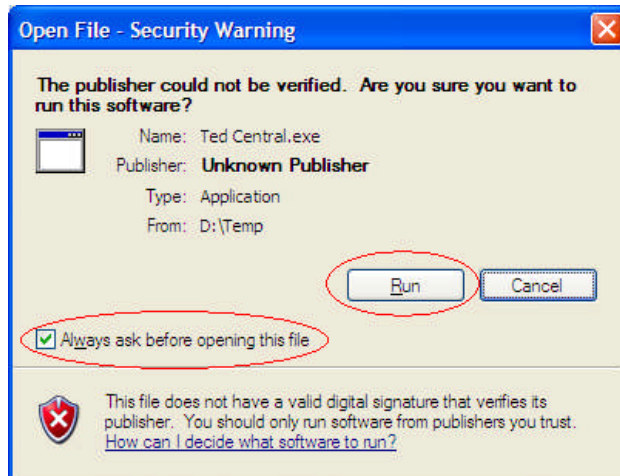 Open File - Security Warning
The publisher could not be verified.  Are you sure you want to
run this software?
Name: Ted Central.exe
Publisher: Unknown Publisher
Type: Application
From: D:\Temp
Run Cancel
Always ask before opening this file
This file does not have a valid digital signature that verifies its
publisher.  You should only run software from publishers you trust.
How can I decide what software to run?